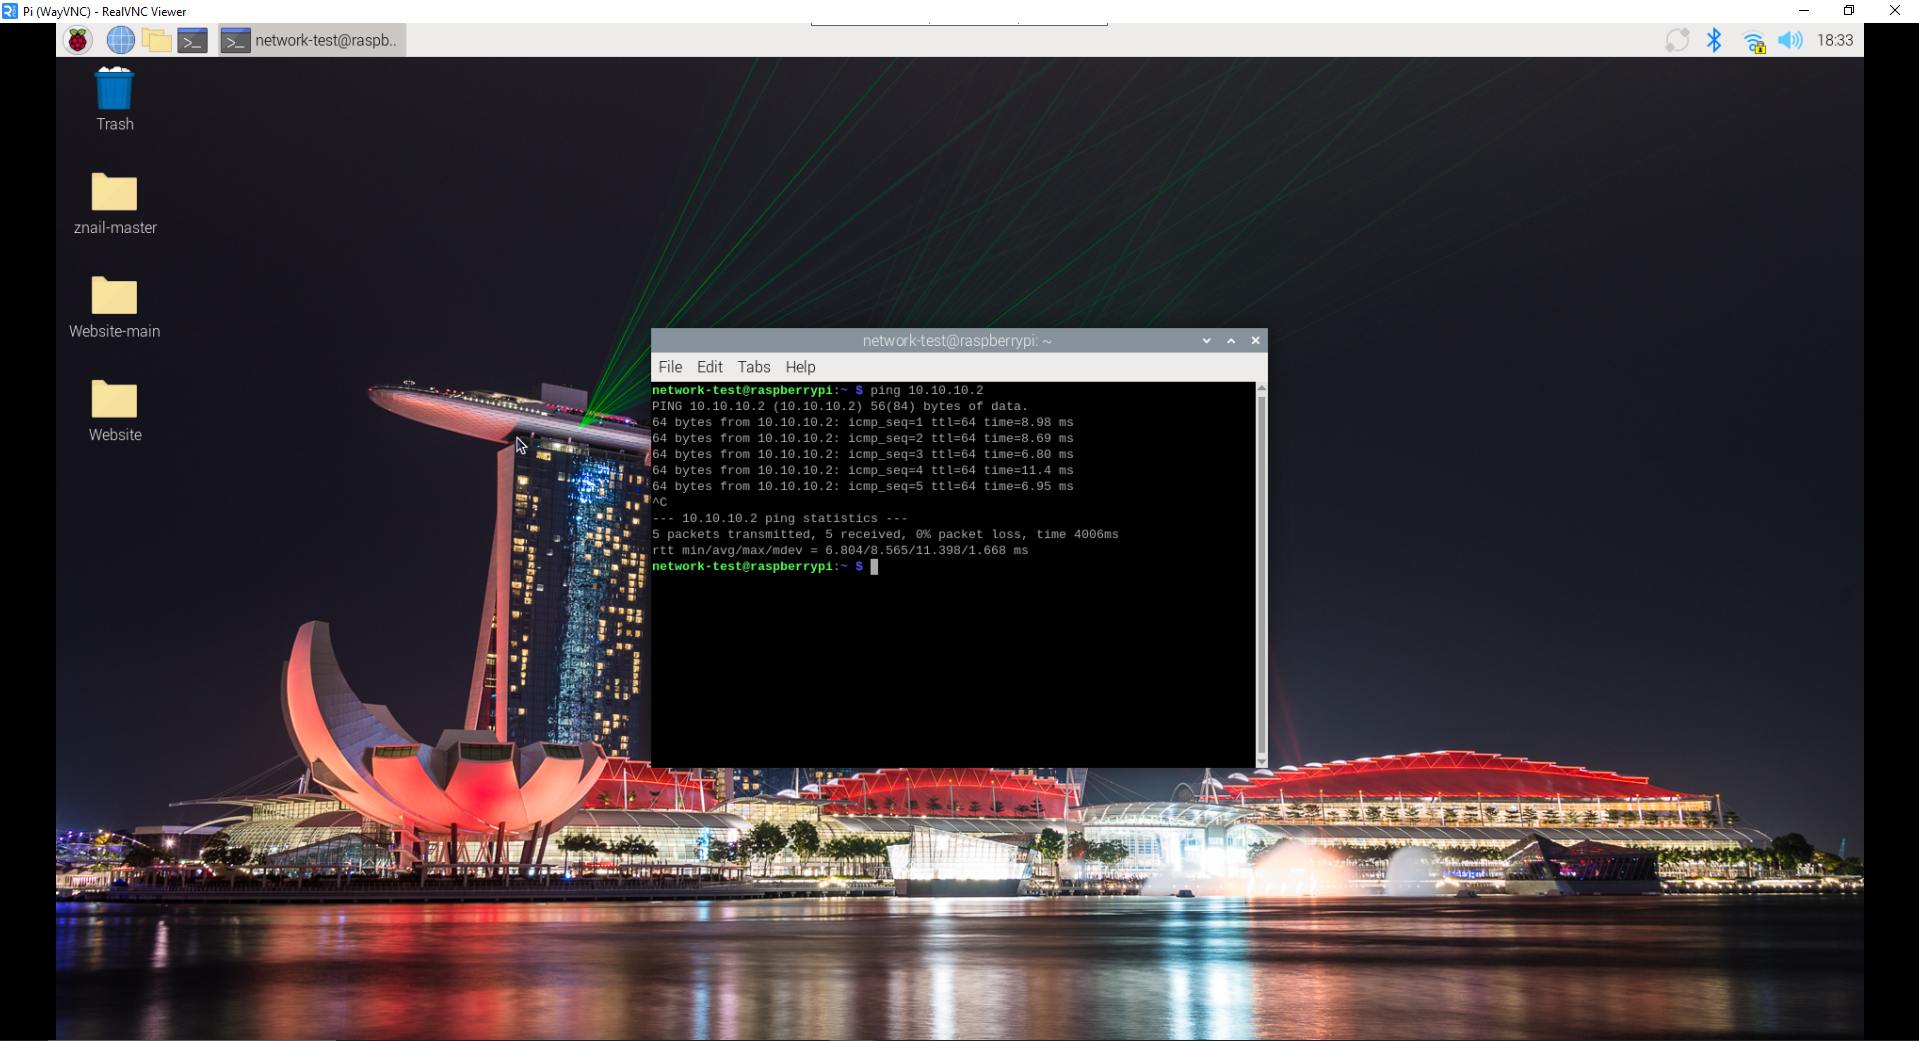 Pi (WayVNC) - RealVNC Viewer
network-test@raspb..
18:33
Trash
znail-master
Website-main
Website
network-test@raspberrypi: ~
File Edit Tabs Help
network-test@raspberrypi:~ $ ping 10.10.10.2
PING 10.10.10.2 (10.10.10.2) 56(84) bytes of data.
64 bytes from 10.10.10.2: icmp_seq=1 ttl=64 time=8.98 ms
64 bytes from 10.10.10.2: icmp_seq=2 ttl=64 time=8.69 ms
64 bytes from 10.10.10.2: icmp_seq=3 ttl=64 time=6.80 ms
64 bytes from 10.10.10.2: icmp_seq=4 ttl=64 time=11.4 ms
64 bytes from 10.10.10.2: icmp_seq=5 ttl=64 time=6.95 ms
^C
--- 10.10.10.2 ping statistics ---
5 packets transmitted, 5 received, 0% packet loss, time 4006ms
rtt min/avg/max/mdev = 6.804/8.565/11.398/1.668 ms
network-test@raspberrypi:~ $